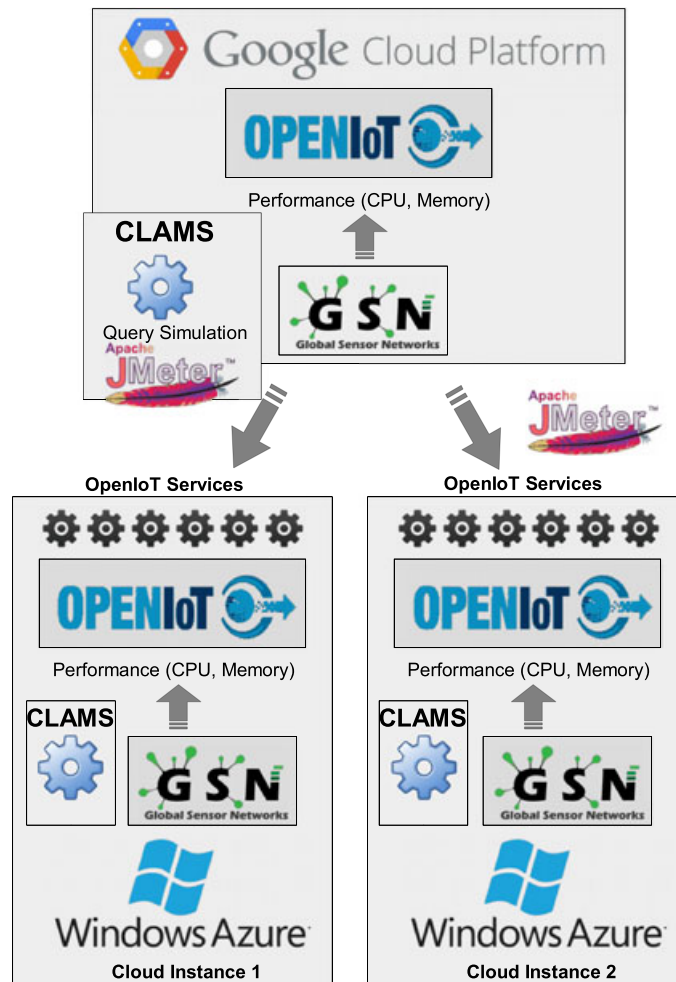 Google Cloud Platform
OPENIoT
Performance (CPU, Memory)
CLAMS
Query Simulation
Apache
JMeter™
GSN
Global Sensor Networks
Apache
JMeter™
OpenIoT Services
OPENIoT
Performance (CPU, Memory)
CLAMS
GSN
Global Sensor Networks
Windows Azure
Cloud Instance 1
OpenIoT Services
OPENIoT
Performance (CPU, Memory)
CLAMS
GSN
Global Sensor Networks
Windows Azure
Cloud Instance 2